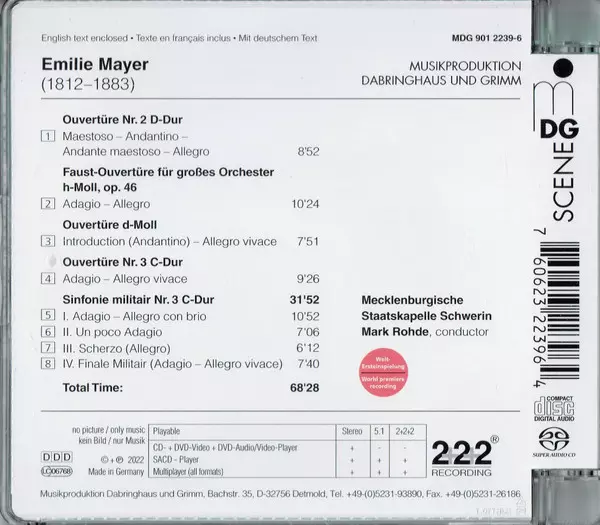 English text enclosed • Texte en français inclus • Mit deutschem Text
MDG 901 2239-6
Emilie Mayer
(1812–1883)
MUSIKPRODUKTION
DABRINGHAUS UND GRIMM
Ouvertüre Nr. 2 D-Dur
1 Maestoso – Andantino –
Andante maestoso – Allegro 8'52
Faust-Ouvertüre für großes Orchester
h-Moll, op. 46
2 Adagio – Allegro 10'24
Ouvertüre d-Moll
3 Introduction (Andantino) – Allegro vivace 7'51
Ouvertüre Nr. 3 C-Dur
4 Adagio – Allegro vivace 9'26
Sinfonie militair Nr. 3 C-Dur 31'52
5 I. Adagio – Allegro con brio 10'52
6 II. Un poco Adagio 7'06
7 III. Scherzo (Allegro) 6'12
8 IV. Finale Militair (Adagio – Allegro vivace) 7'40
Total Time: 68'28
Mecklenburgische
Staatskapelle Schwerin
Mark Rohde, conductor
Welt-
Ersteinspielung
World premiere
recording
no picture / only music
kein Bild / nur Musik
DDD
©+℗ 2022
LC06768
Made in Germany
Playable Stereo 5.1 2+2+2
CD- + DVD-Video + DVD-Audio/Video-Player + - -
SACD – Player + + +
Multiplayer (all formats) + + +
2+2+2®
RECORDING
Musikproduktion Dabringhaus und Grimm, Bachstr. 35, D-32756 Detmold, Tel. +49-(0)5231-93890, Fax-(0)5231-26186
DG
SCENE
7 60623 22396 4
COMPACT
disc
DIGITAL AUDIO
SUPER AUDIO CD